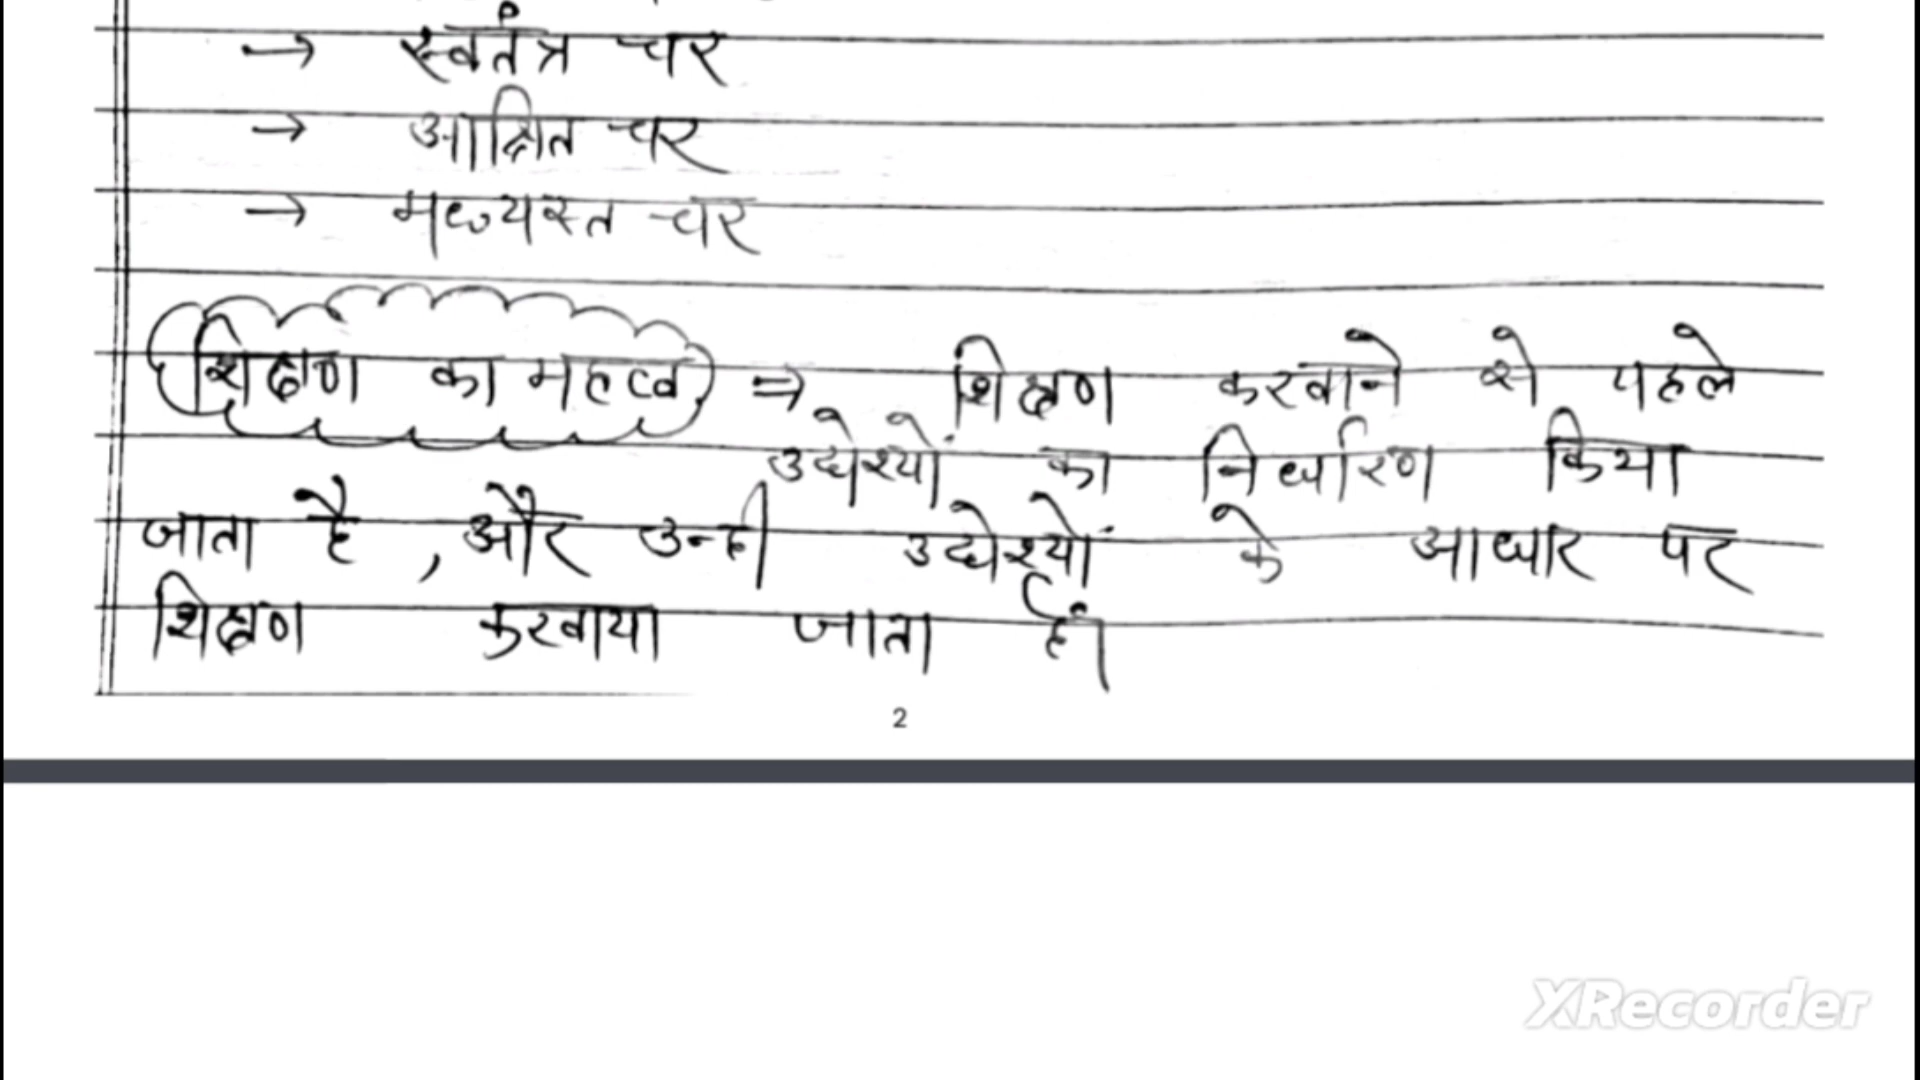 → स्वतंत्र चर
→ आश्रित चर
→ मध्यस्त चर
शिक्षण का महत्व ⇒ शिक्षण करवाने से पहले
उद्येश्यों का निर्धारण किया
जाता है, और उन्ही उद्येश्यों के आधार पर
शिक्षण करवाया जाता हैं।
2
XRecorder